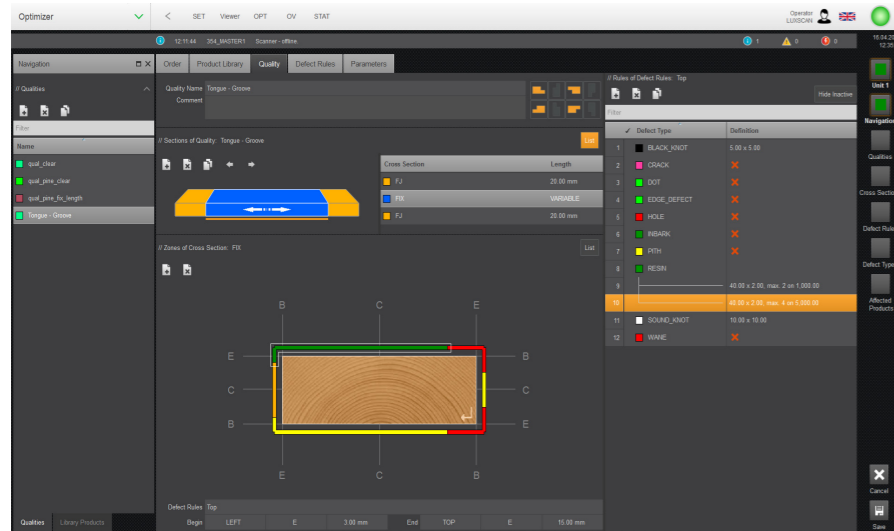 Optimizer
SET Viewer OPT OV STAT
Operator
LUXSCAN
12:11:44 354_MASTER1 Scanner - offline.
1 0 0
16.04.20
12:35
Navigation
Order Product Library Quality Defect Rules Parameters
// Qualities
Filter
Name
qual_clear
qual_pine_clear
qual_pine_fix_length
Tongue - Groove
Quality Name Tongue - Groove
Comment
// Sections of Quality: Tongue - Groove
List
Cross Section Length
FJ 20.00 mm
FIX VARIABLE
FJ 20.00 mm
// Zones of Cross Section: FIX
List
B C E
E B
C C
B E
E C B
Defect Rules Top
Begin LEFT E 3.00 mm End TOP E 15.00 mm
// Rules of Defect Rules: Top
Hide Inactive
Filter
✓ Defect Type Definition
1 BLACK_KNOT 5.00 x 5.00
2 CRACK
3 DOT
4 EDGE_DEFECT
5 HOLE
6 INBARK
7 PITH
8 RESIN
9 40.00 x 2.00, max. 2 on 1,000.00
10 40.00 x 2.00, max. 4 on 5,000.00
11 SOUND_KNOT 10.00 x 10.00
12 WANE
Unit 1
Navigation
Qualities
Cross Sectio
Defect Rule
Defect Type
Affected
Products
Cancel
Save
Qualities Library Products